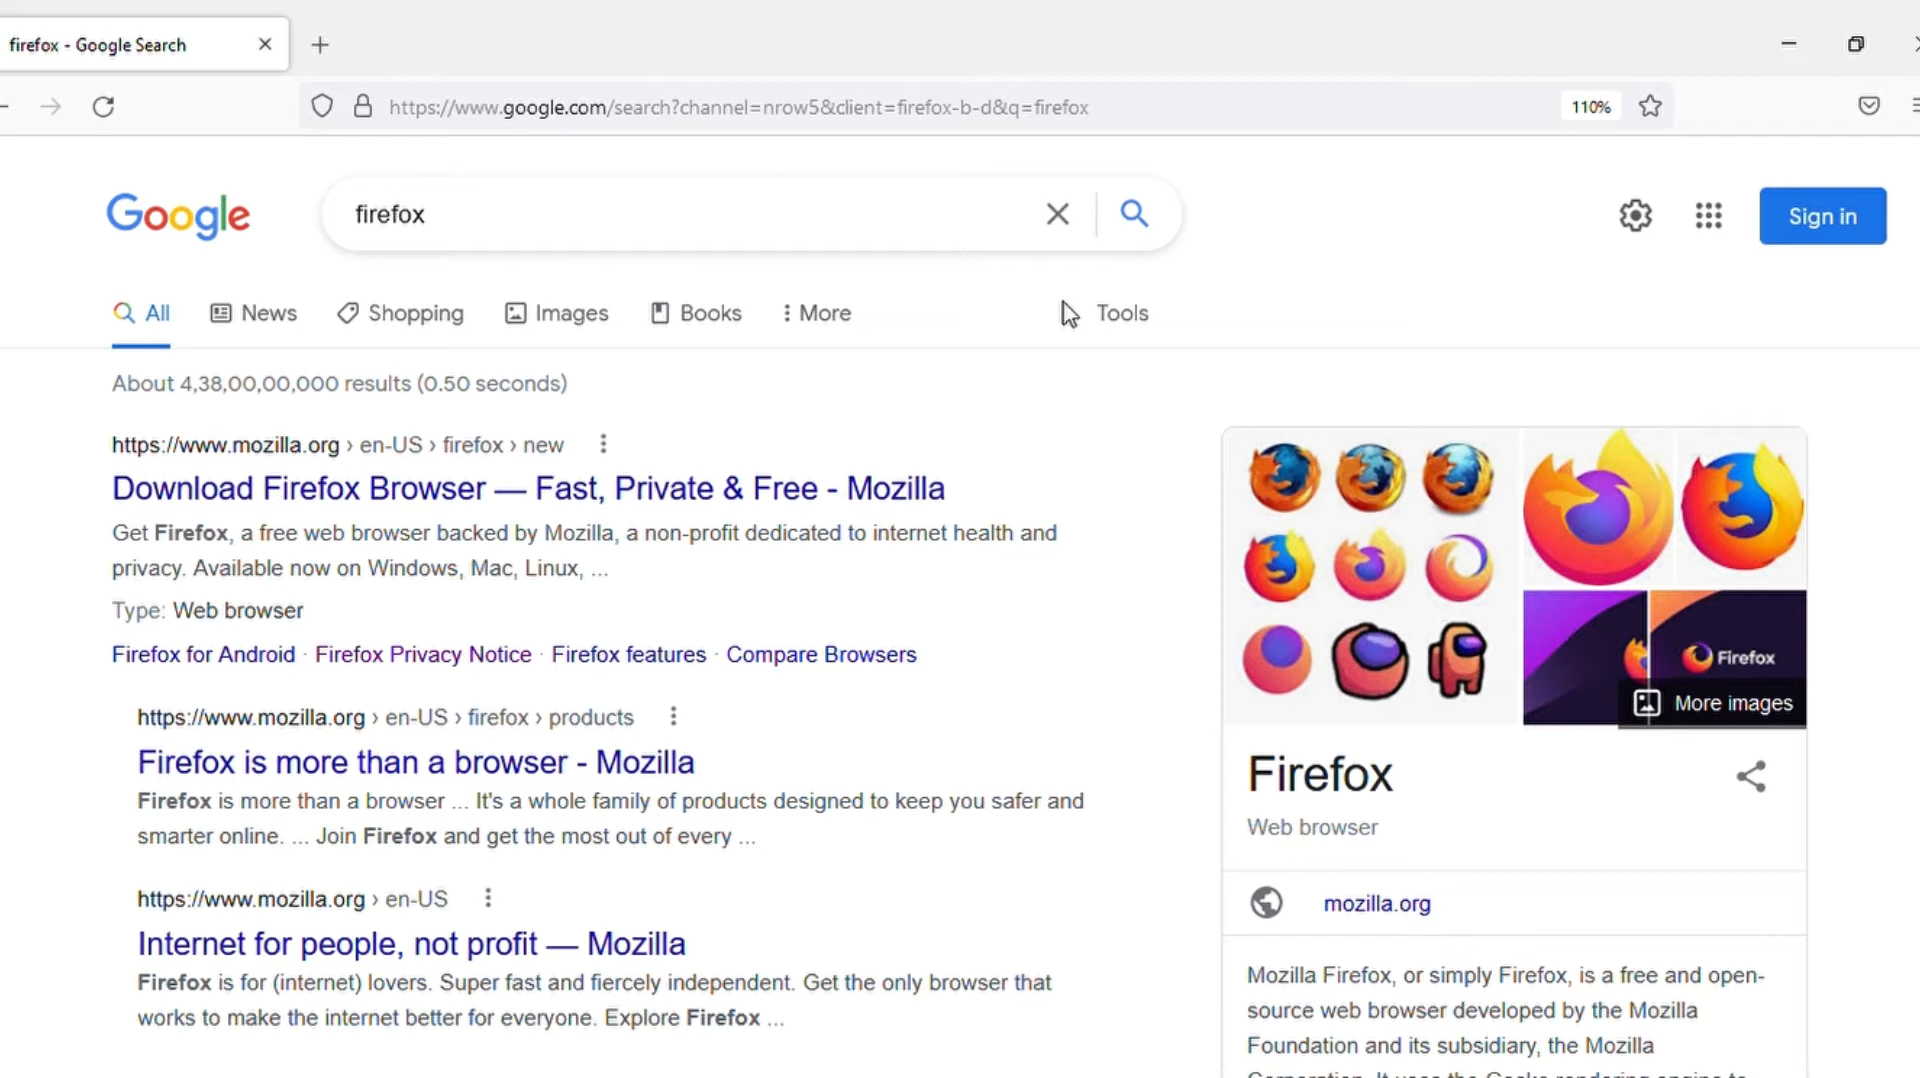 firefox - Google Search
https://www.google.com/search?channel=nrow5&client=firefox-b-d&q=firefox
110%
Google
firefox
Sign in
All
News
Shopping
Images
Books
More
Tools
About 4,38,00,00,000 results (0.50 seconds)
https://www.mozilla.org › en-US › firefox › new
Download Firefox Browser — Fast, Private & Free - Mozilla
Get Firefox, a free web browser backed by Mozilla, a non-profit dedicated to internet health and
privacy. Available now on Windows, Mac, Linux, ...
Type: Web browser
Firefox for Android · Firefox Privacy Notice · Firefox features · Compare Browsers
https://www.mozilla.org › en-US › firefox › products
Firefox is more than a browser - Mozilla
Firefox is more than a browser ... It's a whole family of products designed to keep you safer and
smarter online. ... Join Firefox and get the most out of every ...
https://www.mozilla.org › en-US
Internet for people, not profit — Mozilla
Firefox is for (internet) lovers. Super fast and fiercely independent. Get the only browser that
works to make the internet better for everyone. Explore Firefox ...
Firefox
More images
Firefox
Web browser
mozilla.org
Mozilla Firefox, or simply Firefox, is a free and open-
source web browser developed by the Mozilla
Foundation and its subsidiary, the Mozilla